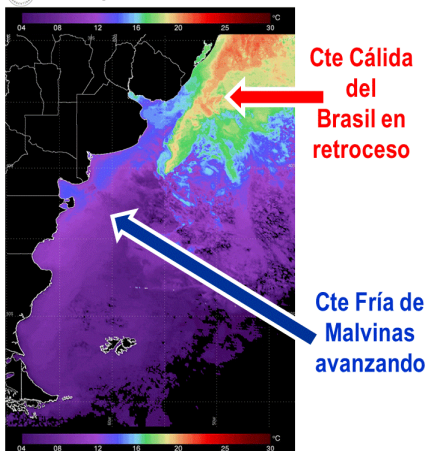 04 08 12 16 20 25 30 °C
Cte Cálida
del
Brasil en
retroceso
Cte Fría de
Malvinas
avanzando
04 08 12 16 20 25 30 °C